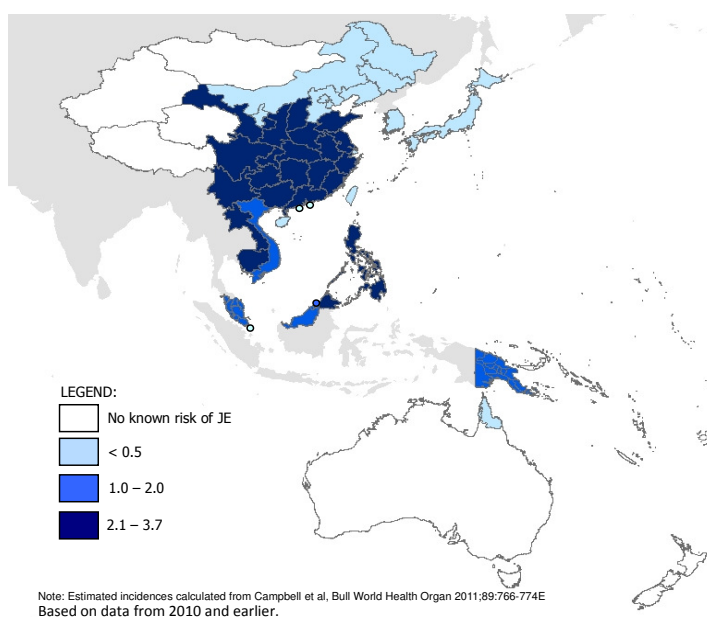 LEGEND:
No known risk of JE
< 0.5
1.0 – 2.0
2.1 – 3.7
Note: Estimated incidences calculated from Campbell et al, Bull World Health Organ 2011;89:766-774E
Based on data from 2010 and earlier.